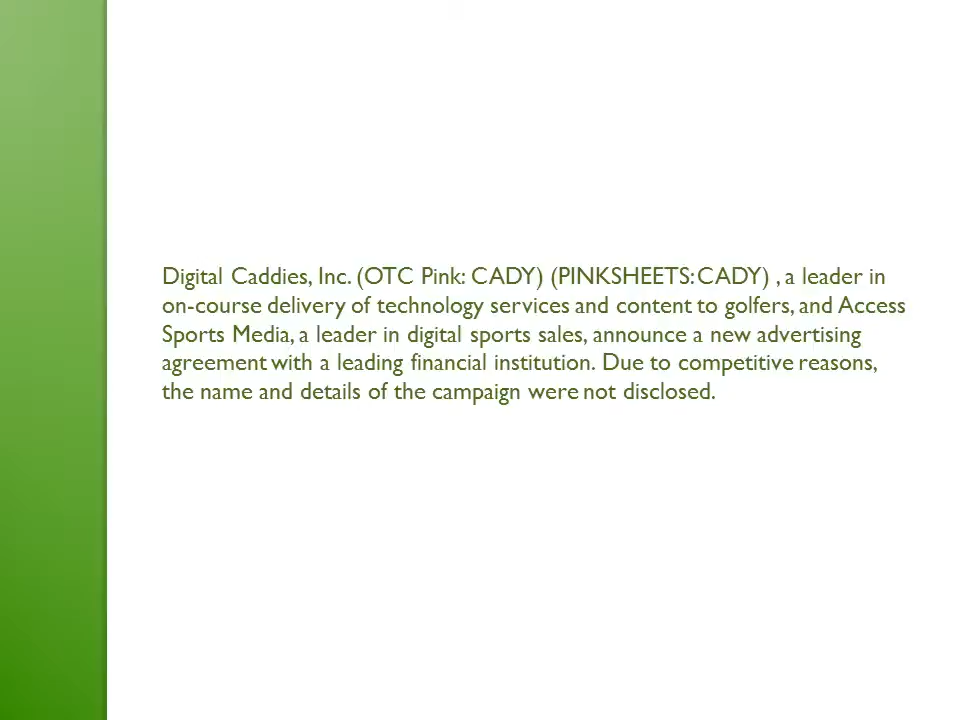 Digital Caddies, Inc. (OTC Pink: CADY) (PINKSHEETS: CADY) , a leader in
on-course delivery of technology services and content to golfers, and Access
Sports Media, a leader in digital sports sales, announce a new advertising
agreement with a leading financial institution. Due to competitive reasons,
the name and details of the campaign were not disclosed.